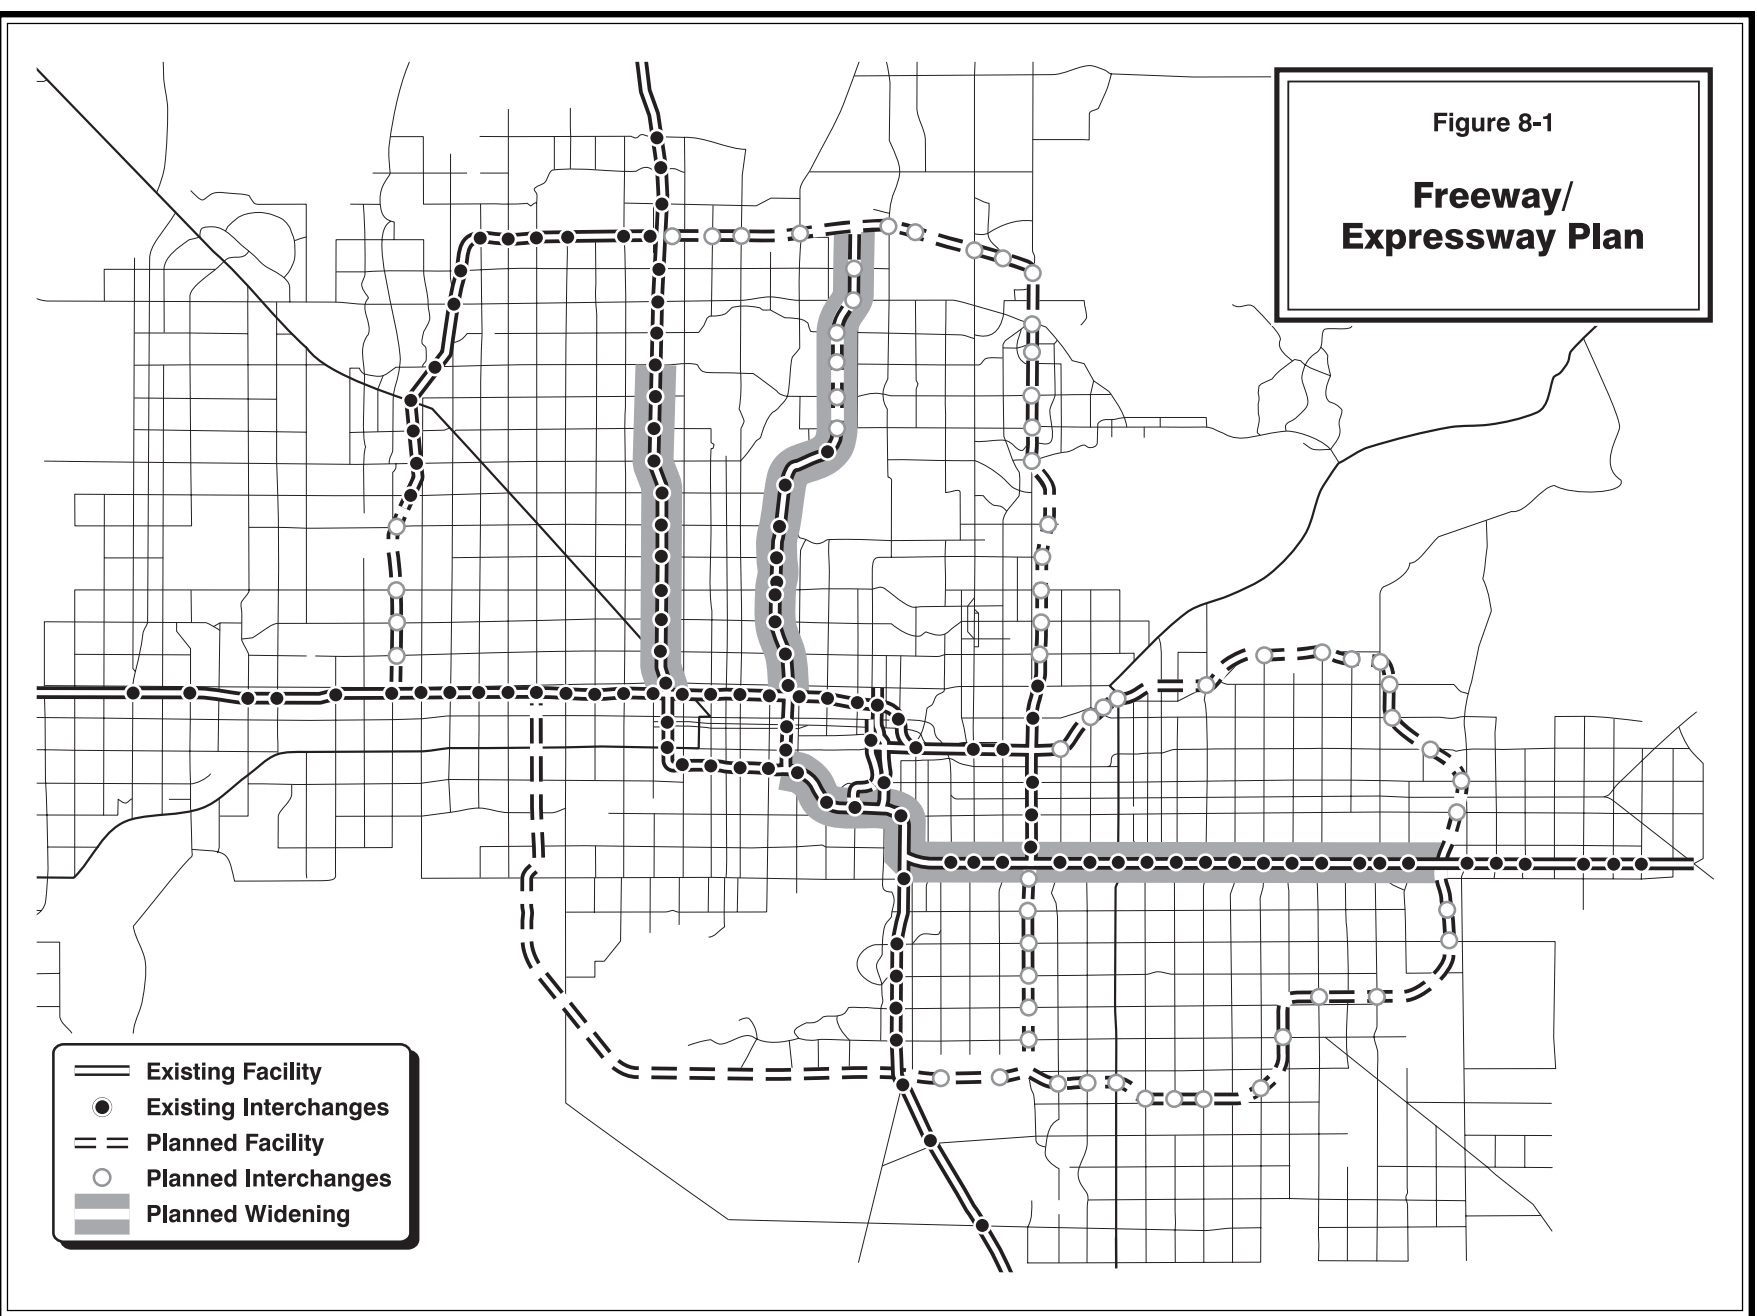 Figure 8-1
Freeway/
Expressway Plan
Existing Facility
Existing Interchanges
Planned Facility
Planned Interchanges
Planned Widening